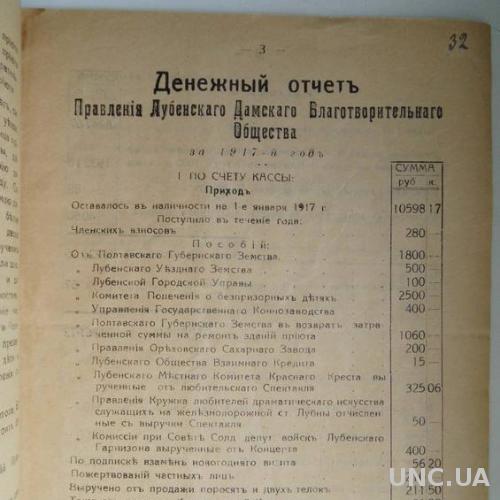 — 3 —
32
Денежный отчетъ
Правленія Лубенскаго Дамскаго Благотворительнаго
Общества
за 1917-й годъ
СУММА
І ПО СЧЕТУ КАССЫ:
руб к.
Приходъ
Оставалось въ наличности на 1-е января 1917 г. 10598 17
Поступило въ теченіе года:
Членскихъ взносовъ 280 —
Пособій:
Отъ Полтавскаго Губернскаго Земства. 1800 —
„ Лубенскаго Уѣзднаго Земства 500 —
„ Лубенской Городской Управы 100 —
„ Комитета Попеченія о безпризорныхъ дѣтяхъ 2500 —
„ Управленія Государственнаго Коннозаводства 400 —
„ Полтавскаго Губернскаго Земства въ возвратъ затра-
ченной суммы на ремонт зданій пріюта 1060 —
„ Правленія Орѣховскаго Сахарнаго Завода 200 —
„ Лубенскаго Общества Взаимнаго Кредита 15 —
„ Лубенскаго Мѣстнаго Комитета Краснаго Креста вы
рученные отъ любительскаго Спектакля 325 06
„ Правленія Кружка любителей драматическаго искусства
служащихъ на желѣзнодорожной ст. Лубны отчислен-
ные съ выручки Спектакля 50 —
„ Комиссіи при Совѣтѣ Солд депут войскъ Лубенскаго
Гарнизона вырученные отъ Концерта 400 —
По подпискѣ взамѣнъ новогодняго визита 56 20
Пожертвованій частныхъ лицъ
Выручено отъ продажи поросятъ и двухъ телокъ 211 50
UNC.UA